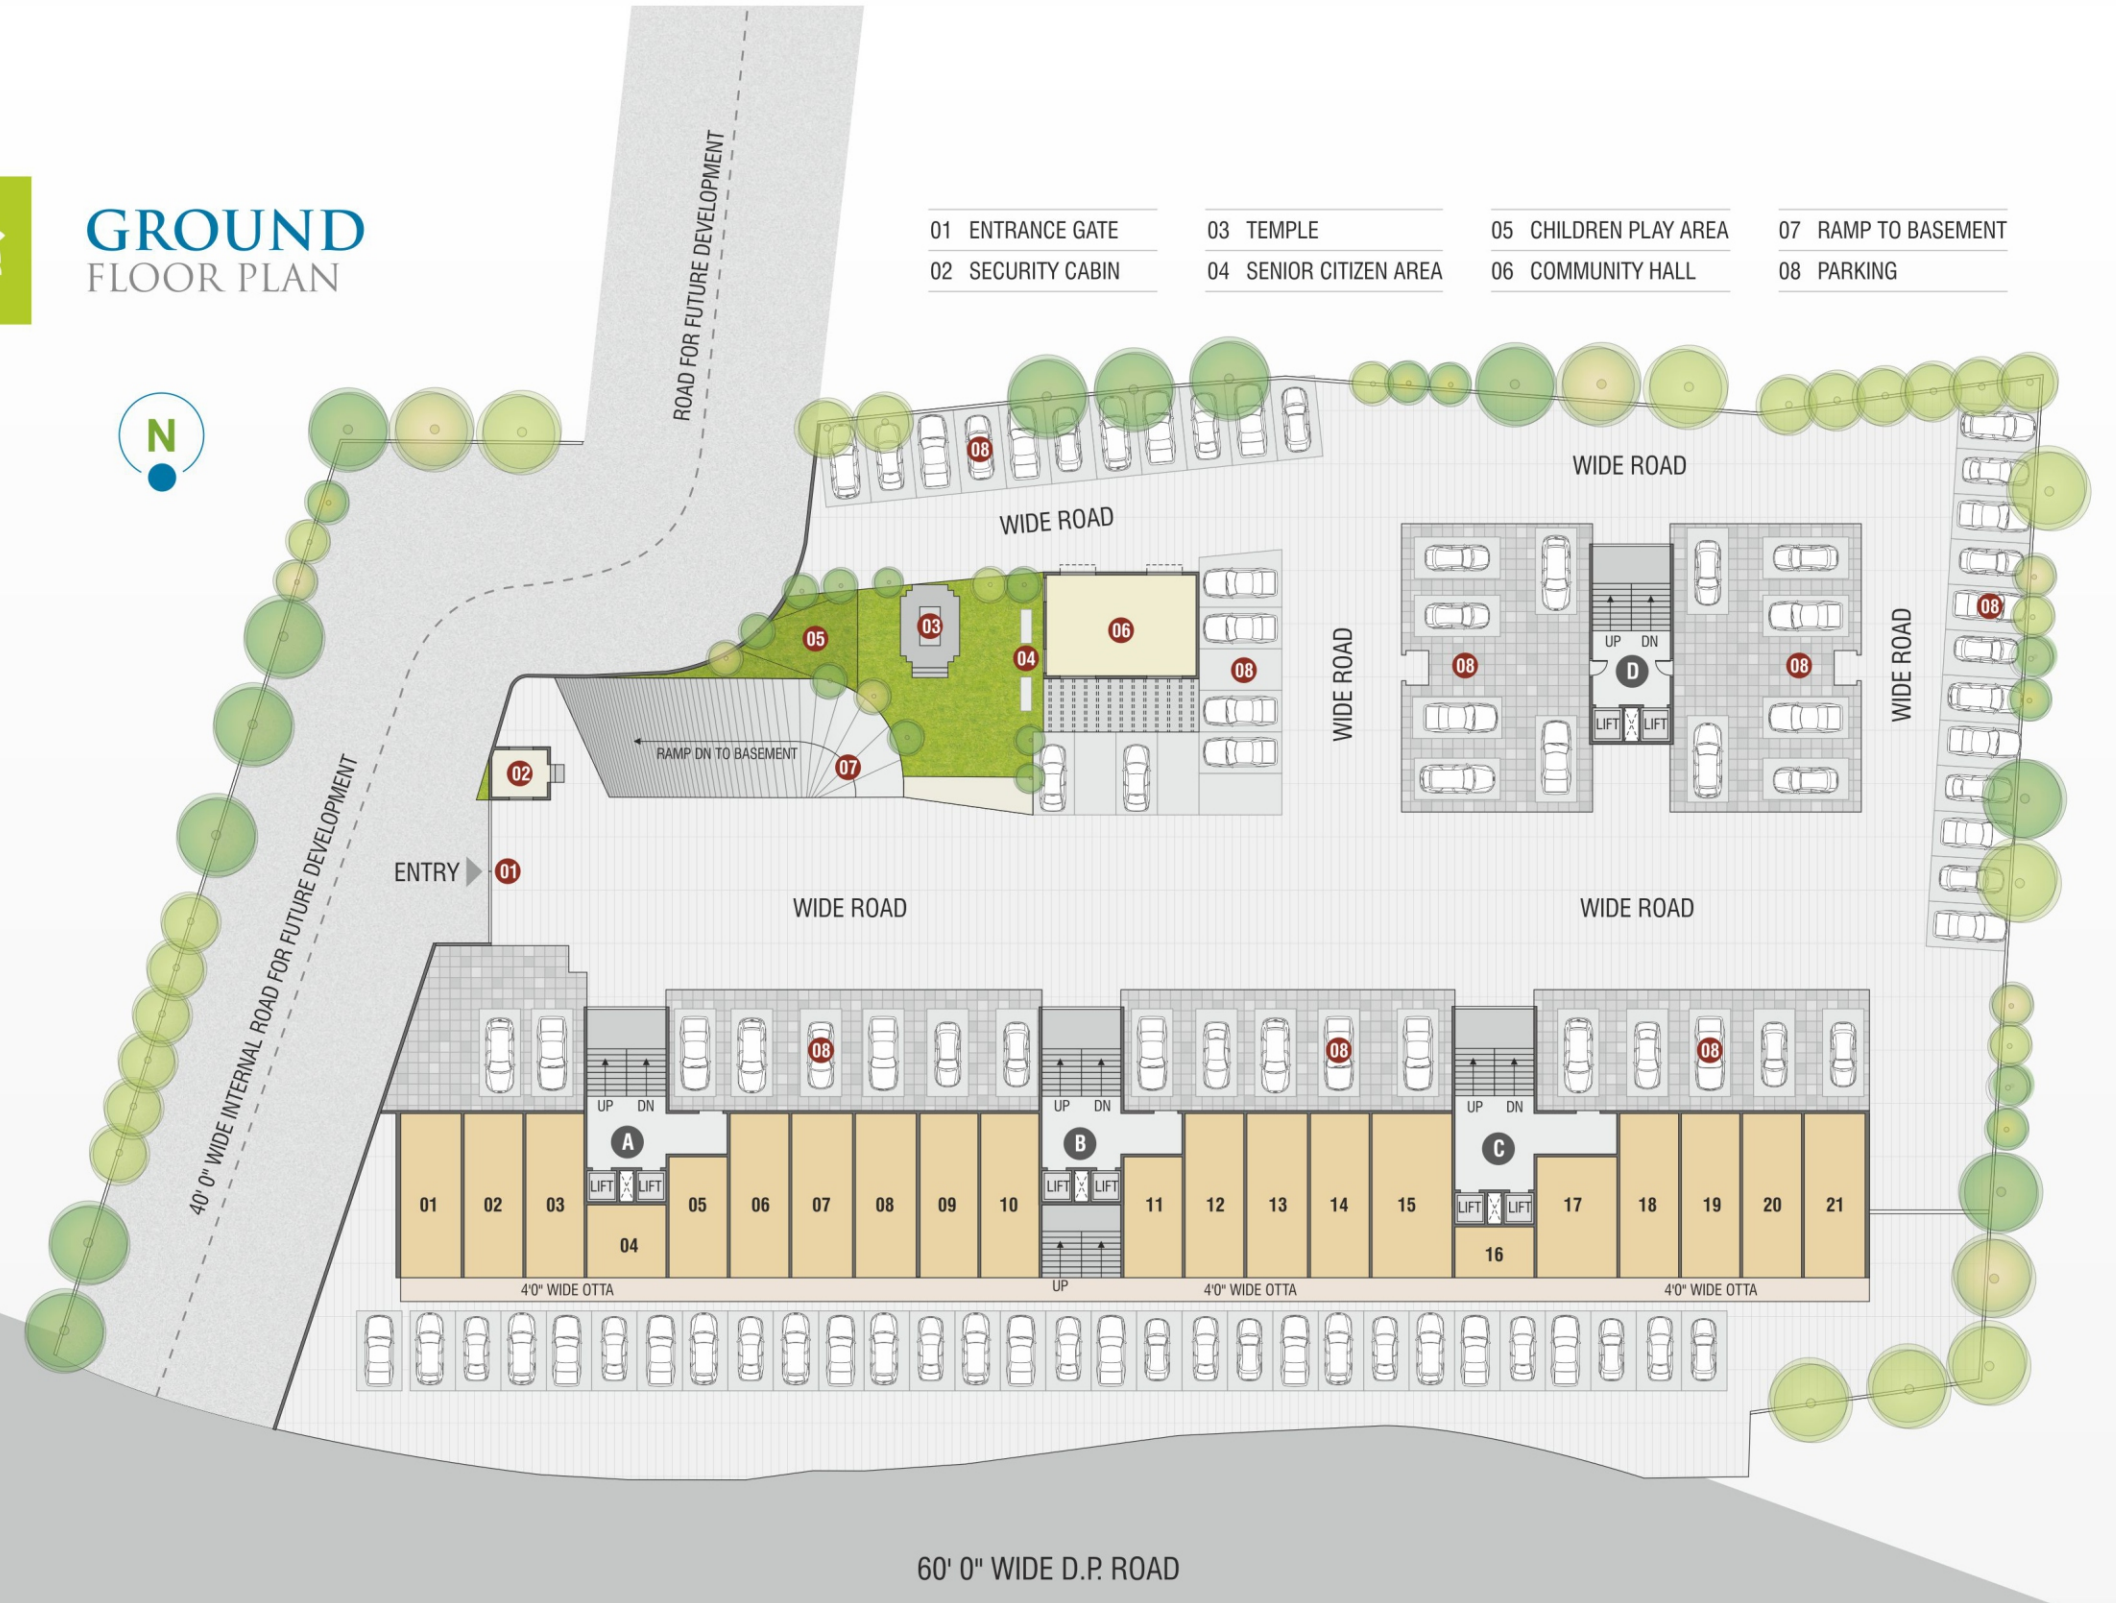 GROUND
FLOOR PLAN
N
01 ENTRANCE GATE
02 SECURITY CABIN
03 TEMPLE
04 SENIOR CITIZEN AREA
05 CHILDREN PLAY AREA
06 COMMUNITY HALL
07 RAMP TO BASEMENT
08 PARKING
ROAD FOR FUTURE DEVELOPMENT
08
WIDE ROAD
WIDE ROAD
05
03
04
06
08
WIDE ROAD
08
UP DN
D
LIFT LIFT
08
WIDE ROAD
08
RAMP DN TO BASEMENT
07
02
ENTRY
01
WIDE ROAD
WIDE ROAD
40' 0" WIDE INTERNAL ROAD FOR FUTURE DEVELOPMENT
08
08
08
UP DN
A
LIFT LIFT
UP DN
B
LIFT LIFT
UP DN
C
LIFT LIFT
01 02 03 04 05 06 07 08 09 10 11 12 13 14 15 16 17 18 19 20 21
UP
4'0" WIDE OTTA
4'0" WIDE OTTA
4'0" WIDE OTTA
60' 0" WIDE D.P. ROAD